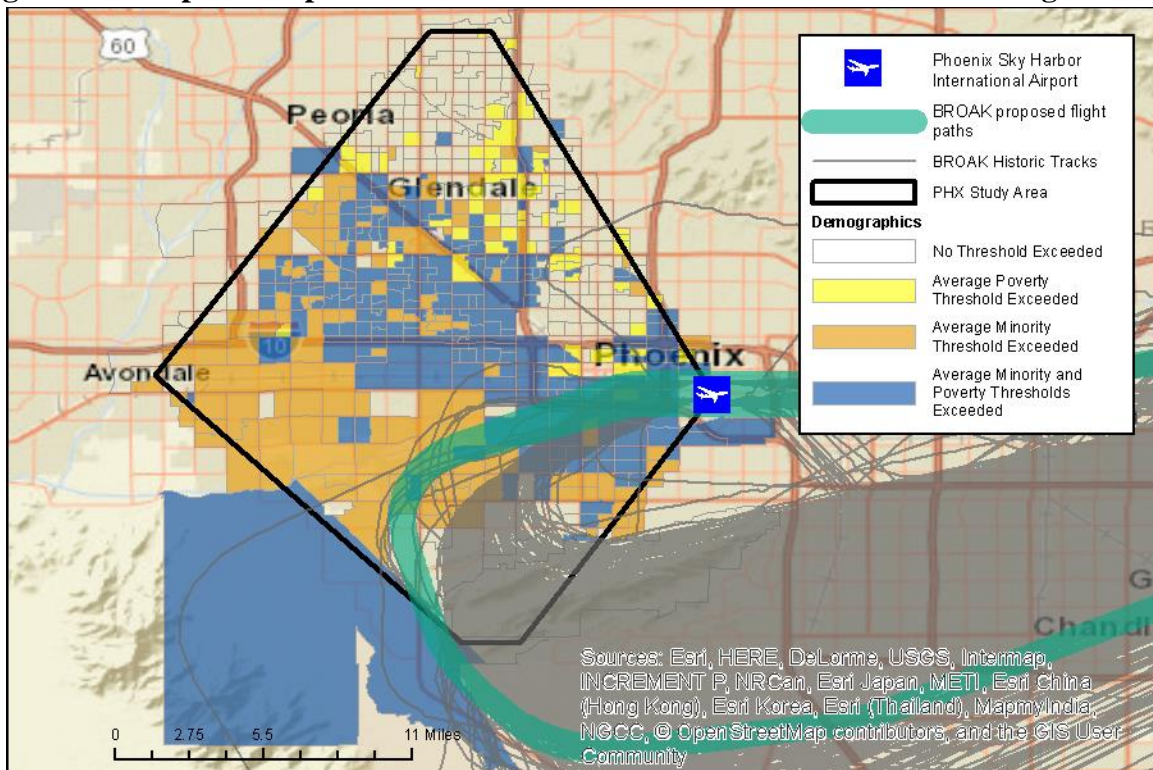 60
Peoria
Glendale
10
Avondale
Phoenix
Chandl
G
0 2.75 5.5 11 Miles
Phoenix Sky Harbor
International Airport
BROAK proposed flight
paths
BROAK Historic Tracks
PHX Study Area
Demographics
No Threshold Exceeded
Average Poverty
Threshold Exceeded
Average Minority
Threshold Exceeded
Average Minority and
Poverty Thresholds
Exceeded
Sources: Esri, HERE, DeLorme, USGS, Intermap,
INCREMENT P, NRCan, Esri Japan, METI, Esri China
(Hong Kong), Esri Korea, Esri (Thailand), MapmyIndia,
NGCC, © OpenStreetMap contributors, and the GIS User
Community